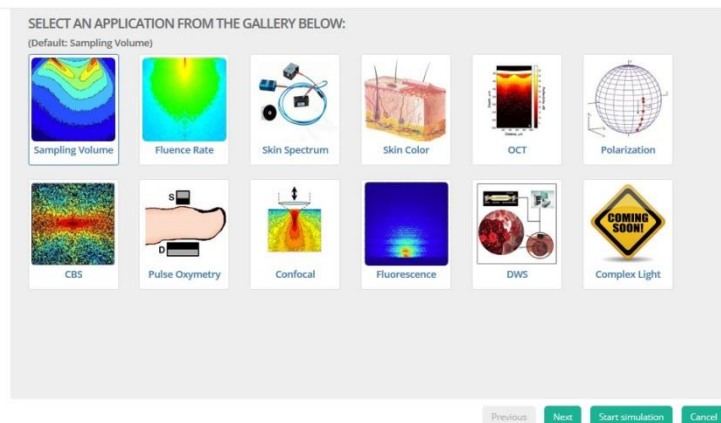 SELECT AN APPLICATION FROM THE GALLERY BELOW:
(Default: Sampling Volume)
Sampling Volume
Fluence Rate
Skin Spectrum
Skin Color
OCT
Polarization
S
D
COMING
SOON!
CBS
Pulse Oxymetry
Confocal
Fluorescence
DWS
Complex Light
Previous
Next
Start simulation
Cancel